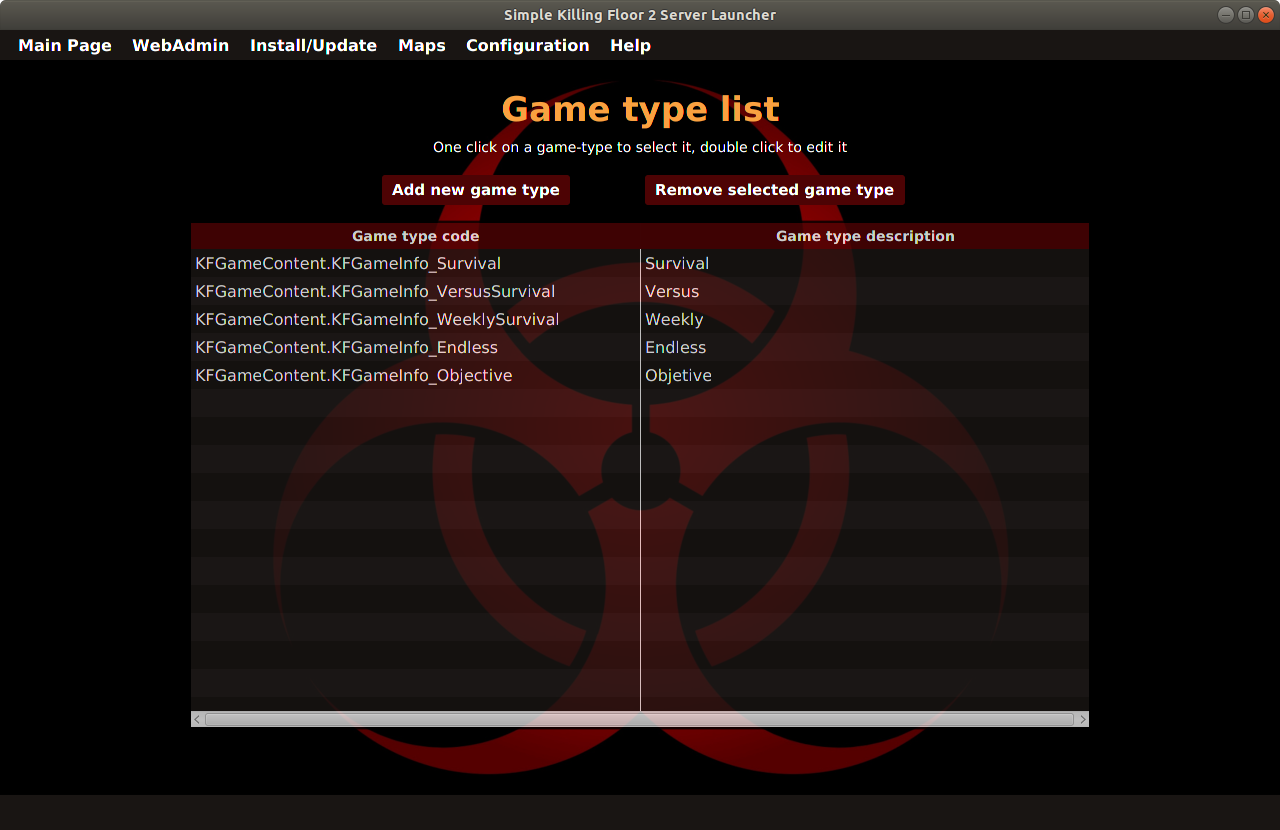 Simple Killing Floor 2 Server Launcher
Main Page WebAdmin Install/Update Maps Configuration Help
Game type list
One click on a game-type to select it, double click to edit it
Add new game type Remove selected game type
Game type code Game type description
KFGameContent.KFGameInfo_Survival Survival
KFGameContent.KFGameInfo_VersusSurvival Versus
KFGameContent.KFGameInfo_WeeklySurvival Weekly
KFGameContent.KFGameInfo_Endless Endless
KFGameContent.KFGameInfo_Objective Objetive